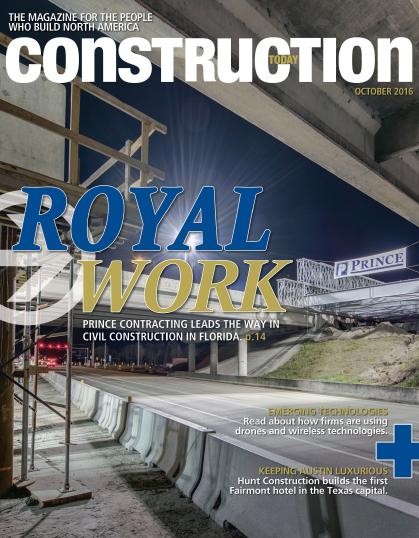 THE MAGAZINE FOR THE PEOPLE
WHO BUILD NORTH AMERICA
CONSTRUCTION
TODAY
OCTOBER 2016
ROYAL
WORK
PRINCE
PRINCE CONTRACTING LEADS THE WAY IN
CIVIL CONSTRUCTION IN FLORIDA. p.14
EMERGING TECHNOLOGIES
Read about how firms are using
drones and wireless technologies.
KEEPING AUSTIN LUXURIOUS
Hunt Construction builds the first
Fairmont hotel in the Texas capital.